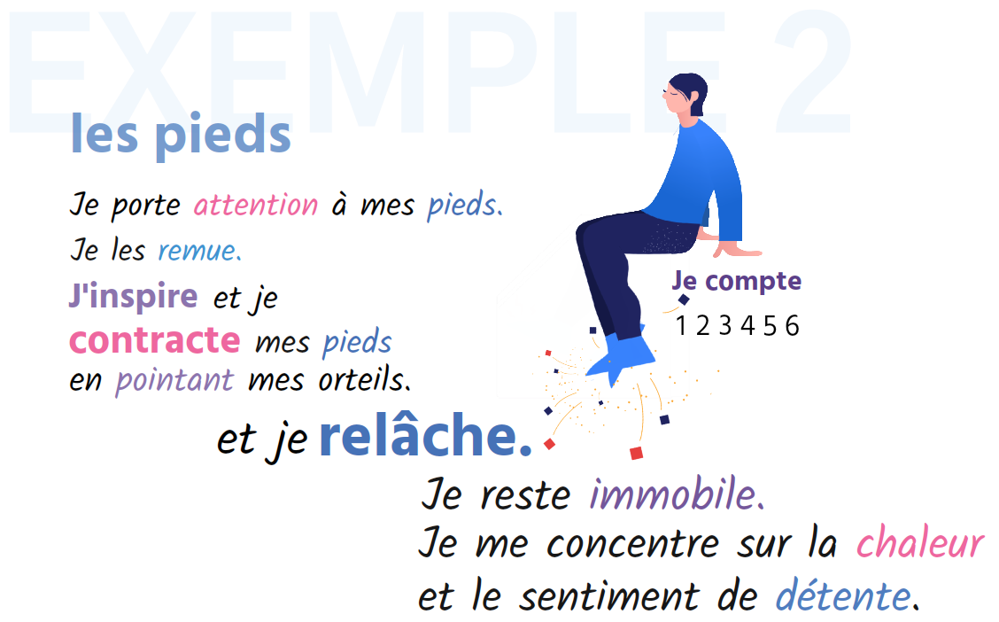 EXEMPLE 2
les pieds
Je porte attention à mes pieds.
Je les remue.
J'inspire et je
contracte mes pieds
en pointant mes orteils.
Je compte
1 2 3 4 5 6
et je relâche.
Je reste immobile.
Je me concentre sur la chaleur
et le sentiment de détente.